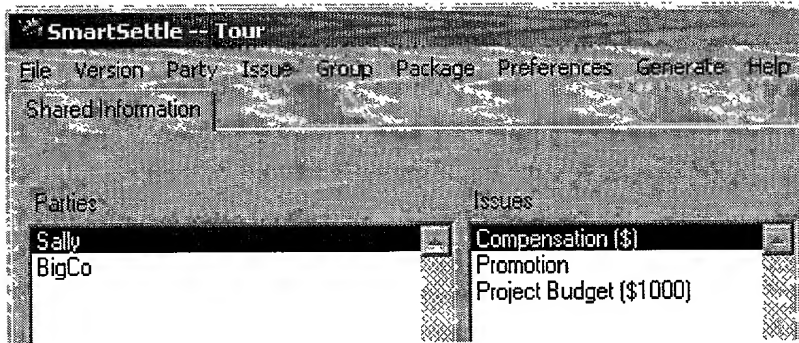 SmartSettle -- Tour
File Version Party Issue Group Package Preferences Generate Help
Shared Information
Parties
Sally
BigCo
Issues
Compensation ($)
Promotion
Project Budget ($1000)